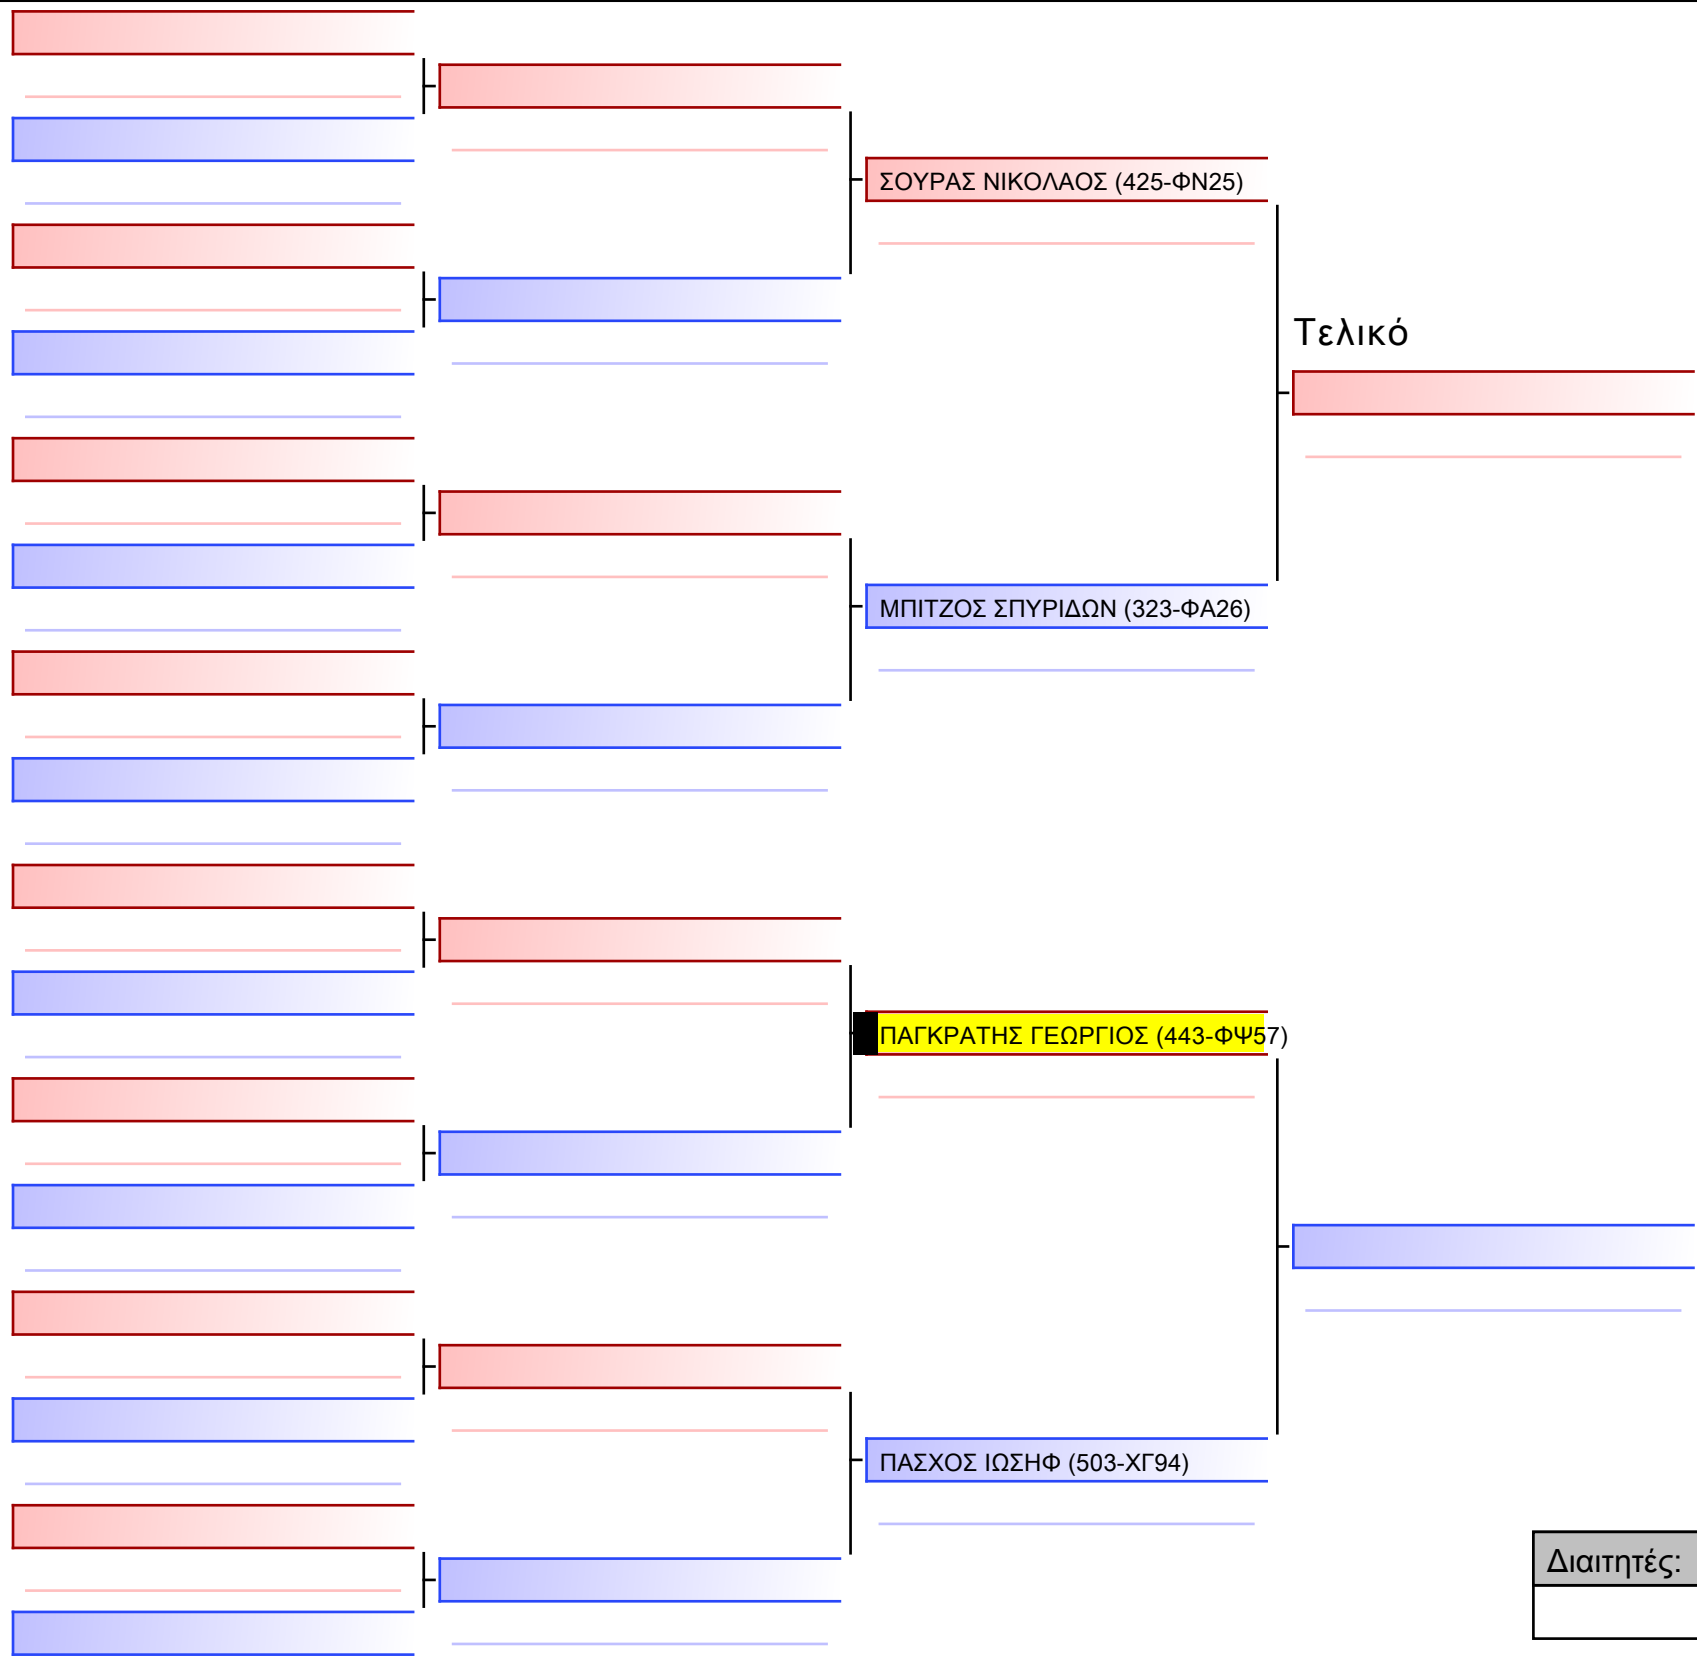 ΣΟΥΡΑΣ ΝΙΚΟΛΑΟΣ (425-ΦΝ25)
Τελικό
ΜΠΙΤΖΟΣ ΣΠΥΡΙΔΩΝ (323-ΦΑ26)
ΠΑΓΚΡΑΤΗΣ ΓΕΩΡΓΙΟΣ (443-ΦΨ57)
ΠΑΣΧΟΣ ΙΩΣΗΦ (503-ΧΓ94)
Διαιτητές: